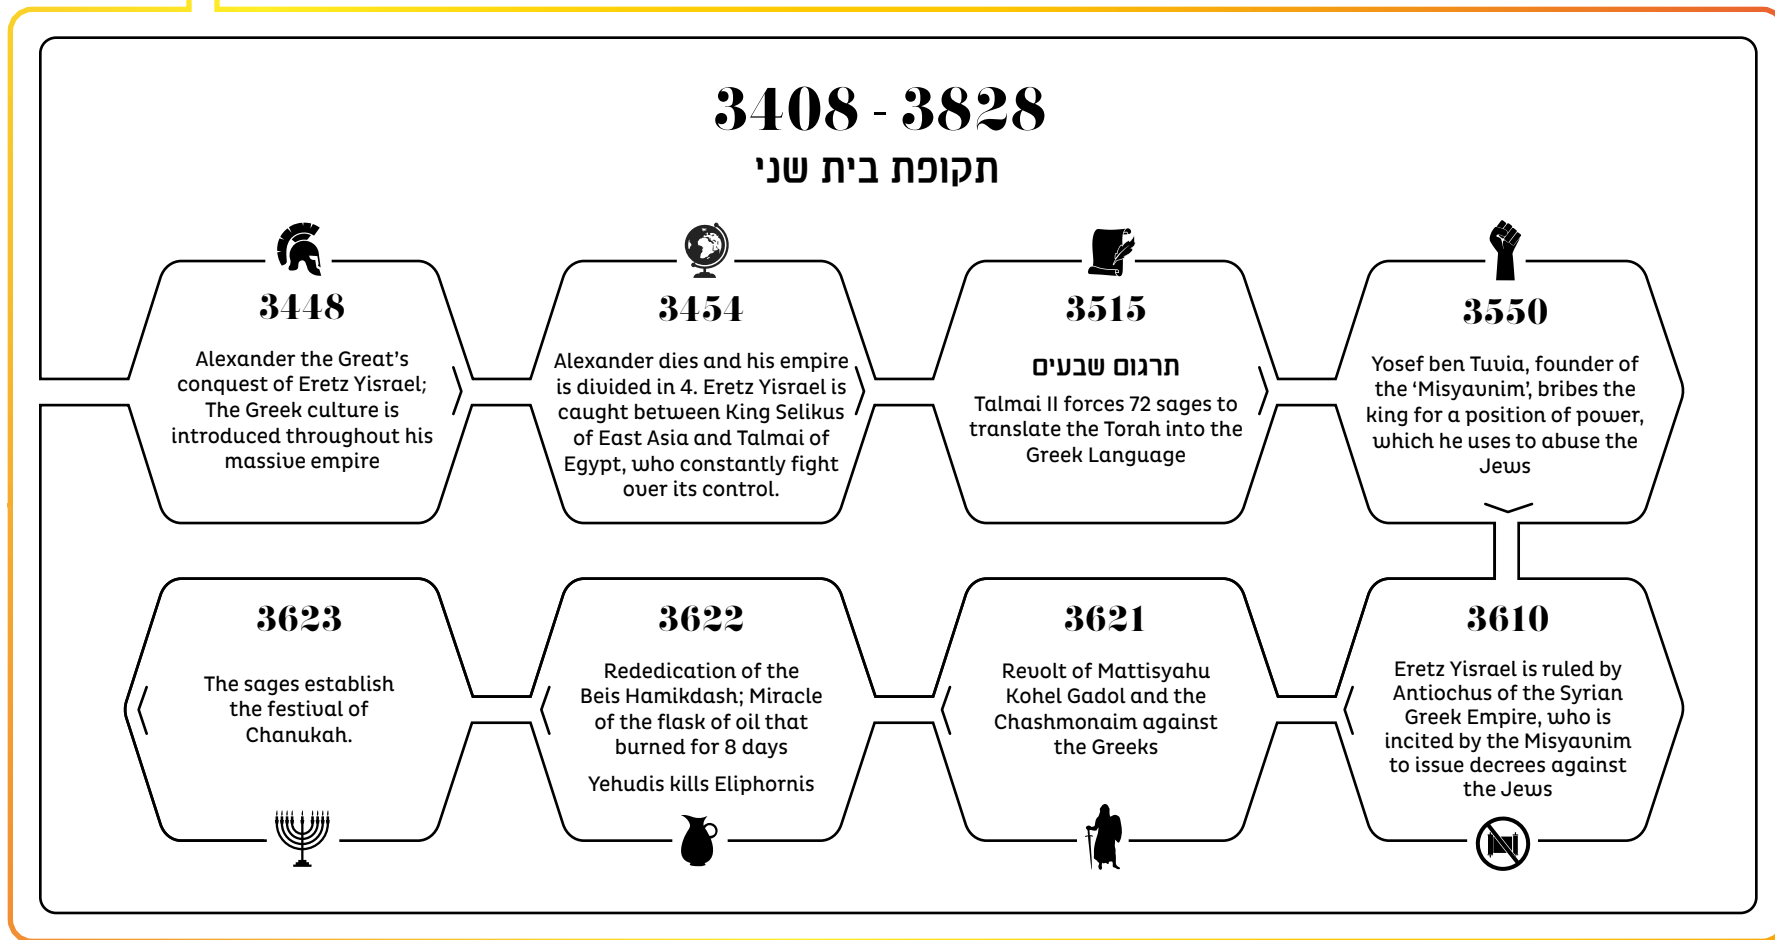 3408 - 3828
תקופת בית שני
3448
Alexander the Great's
conquest of Eretz Yisrael;
The Greek culture is
introduced throughout his
massive empire
3454
Alexander dies and his empire
is divided in 4. Eretz Yisrael is
caught between King Selikus
of East Asia and Talmai of
Egypt, who constantly fight
over its control.
3515
תרגום שבעים
Talmai II forces 72 sages to
translate the Torah into the
Greek Language
3550
Yosef ben Tuvia, founder of
the 'Misyavnim', bribes the
king for a position of power,
which he uses to abuse the
Jews
3610
Eretz Yisrael is ruled by
Antiochus of the Syrian
Greek Empire, who is
incited by the Misyavnim
to issue decrees against
the Jews
3621
Revolt of Mattisyahu
Kohel Gadol and the
Chashmonaim against
the Greeks
3622
Rededication of the
Beis Hamikdash; Miracle
of the flask of oil that
burned for 8 days
Yehudis kills Eliphornis
3623
The sages establish
the festival of
Chanukah.